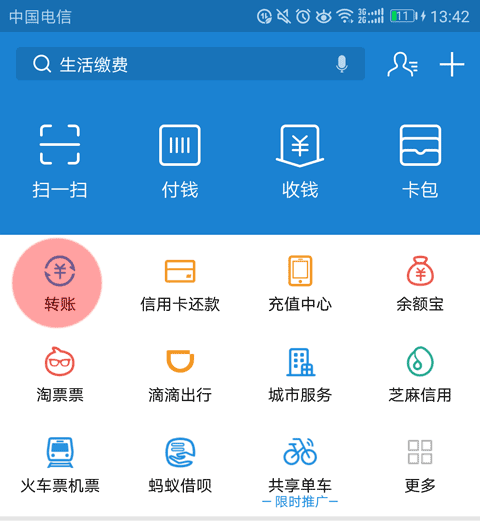 中国电信 3G 2G 11 13:42
生活缴费
扫一扫 付钱 收钱 卡包
转账 信用卡还款 充值中心 余额宝
淘票票 滴滴出行 城市服务 芝麻信用
火车票机票 蚂蚁借呗 共享单车 更多
限时推广